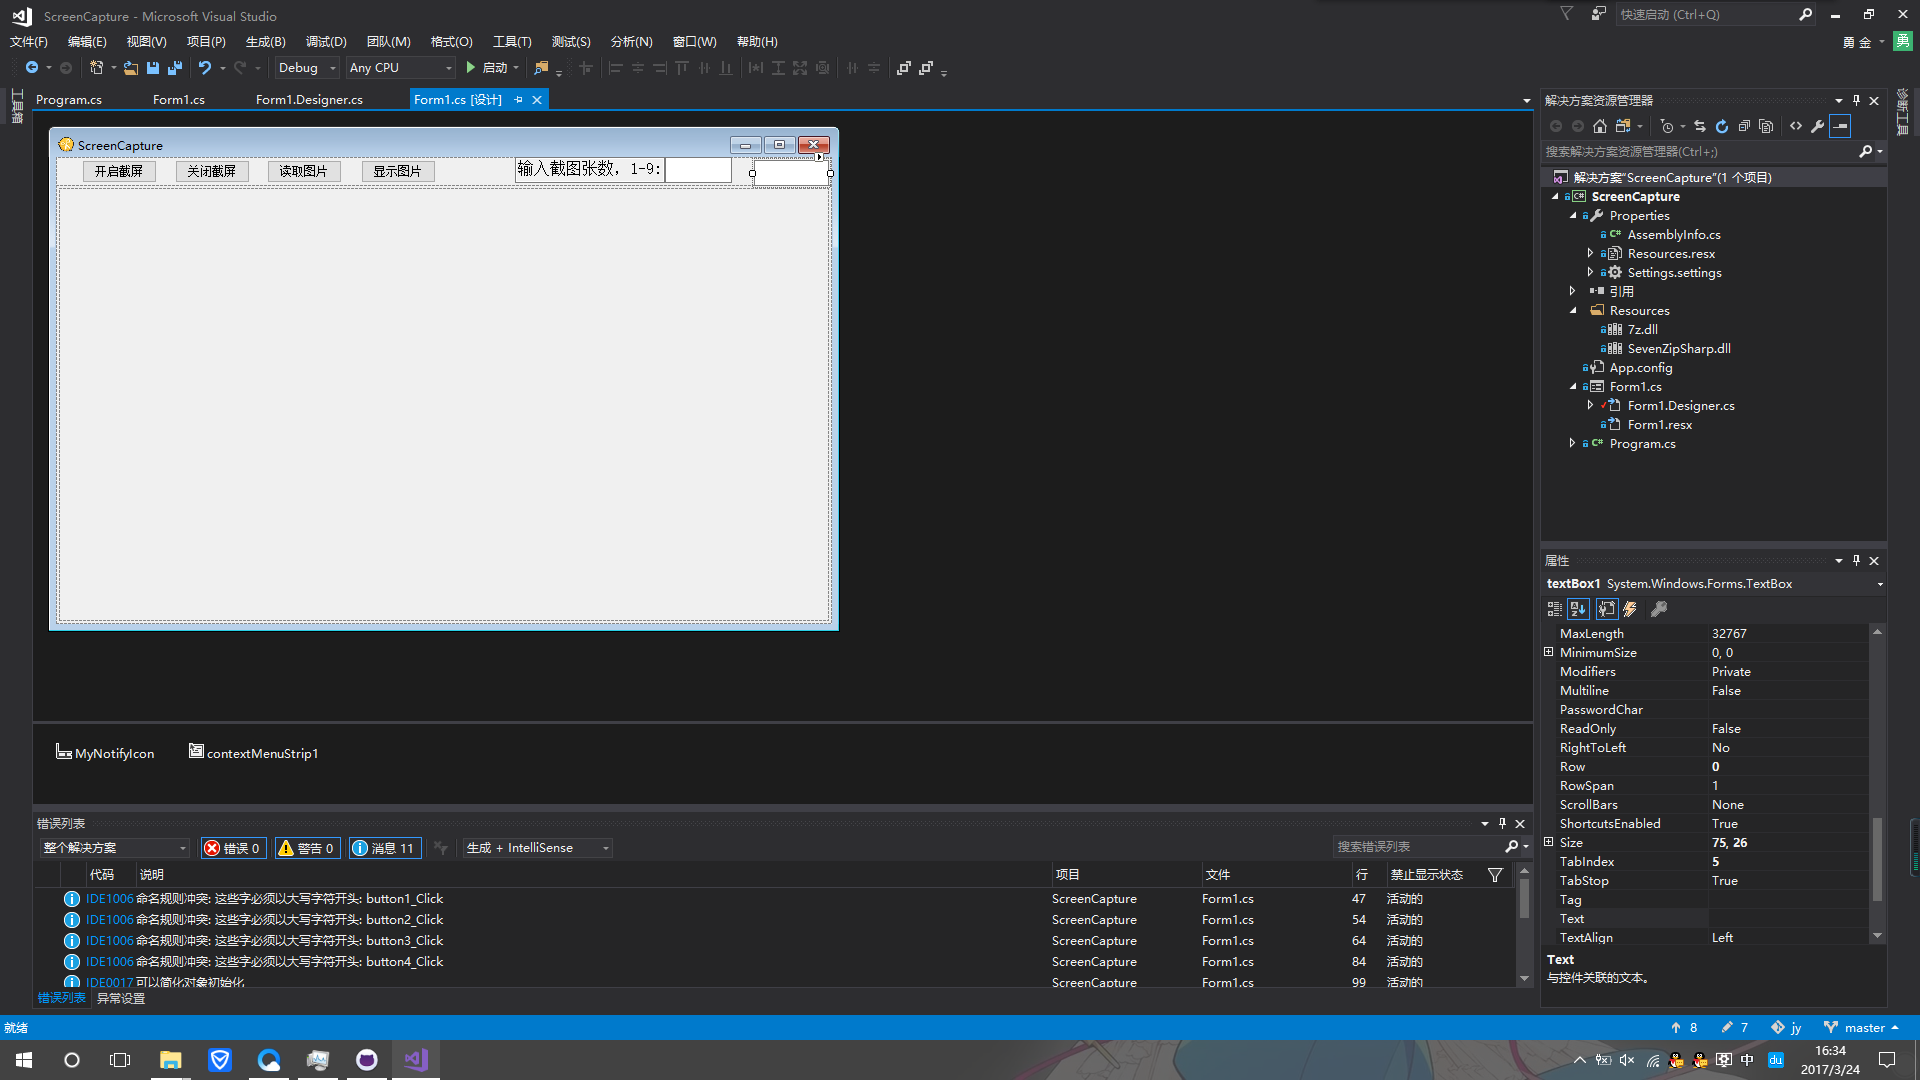 ScreenCapture - Microsoft Visual Studio
快速启动 (Ctrl+Q)
文件(F) 编辑(E) 视图(V) 项目(P) 生成(B) 调试(D) 团队(M) 格式(O) 工具(T) 测试(S) 分析(N) 窗口(W) 帮助(H)
勇 金 勇
Debug Any CPU 启动
工具箱
Program.cs Form1.cs Form1.Designer.cs Form1.cs [设计]
ScreenCapture
开启截屏 关闭截屏 读取图片 显示图片 输入截图张数，1-9:
MyNotifyIcon contextMenuStrip1
错误列表
整个解决方案 错误 0 警告 0 消息 11 生成 + IntelliSense 搜索错误列表
代码 说明 项目 文件 行 禁止显示状态
IDE1006 命名规则冲突: 这些字必须以大写字符开头: button1_Click ScreenCapture Form1.cs 47 活动的
IDE1006 命名规则冲突: 这些字必须以大写字符开头: button2_Click ScreenCapture Form1.cs 54 活动的
IDE1006 命名规则冲突: 这些字必须以大写字符开头: button3_Click ScreenCapture Form1.cs 64 活动的
IDE1006 命名规则冲突: 这些字必须以大写字符开头: button4_Click ScreenCapture Form1.cs 84 活动的
IDE0017 可以简化对象初始化 ScreenCapture Form1.cs 99 活动的
错误列表 异常设置
解决方案资源管理器
搜索解决方案资源管理器(Ctrl+;)
解决方案"ScreenCapture"(1 个项目)
C# ScreenCapture
Properties
C# AssemblyInfo.cs
Resources.resx
Settings.settings
引用
Resources
7z.dll
SevenZipSharp.dll
App.config
Form1.cs
Form1.Designer.cs
Form1.resx
C# Program.cs
诊断工具
属性
textBox1 System.Windows.Forms.TextBox
MaxLength 32767
MinimumSize 0, 0
Modifiers Private
Multiline False
PasswordChar
ReadOnly False
RightToLeft No
Row 0
RowSpan 1
ScrollBars None
ShortcutsEnabled True
Size 75, 26
TabIndex 5
TabStop True
Tag
Text
TextAlign Left
Text
与控件关联的文本。
就绪 8 7 jy master
中 du 16:34
2017/3/24